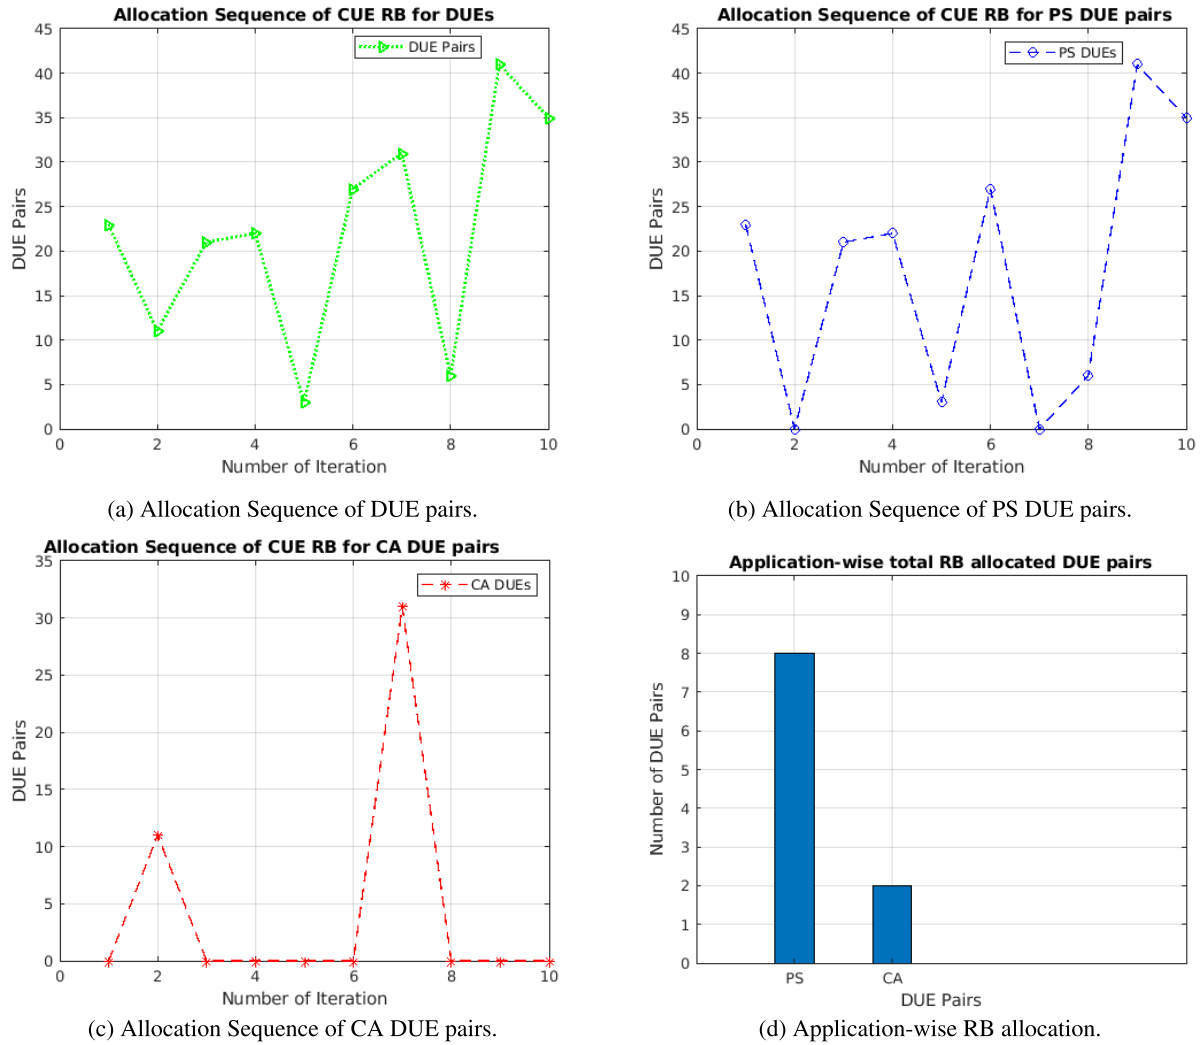 Allocation Sequence of CUE RB for DUEs
45
40
35
30
25
20
15
10
5
0
DUE Pairs
DUE Pairs
0 2 4 6 8 10
Number of Iteration
(a) Allocation Sequence of DUE pairs.
Allocation Sequence of CUE RB for PS DUE pairs
45
40
35
30
25
20
15
10
5
0
DUE Pairs
PS DUEs
0 2 4 6 8 10
Number of Iteration
(b) Allocation Sequence of PS DUE pairs.
Allocation Sequence of CUE RB for CA DUE pairs
35
30
25
20
15
10
5
0
DUE Pairs
CA DUEs
0 2 4 6 8 10
Number of Iteration
(c) Allocation Sequence of CA DUE pairs.
Application-wise total RB allocated DUE pairs
10
9
8
7
6
5
4
3
2
1
0
Number of DUE Pairs
PS CA
DUE Pairs
(d) Application-wise RB allocation.